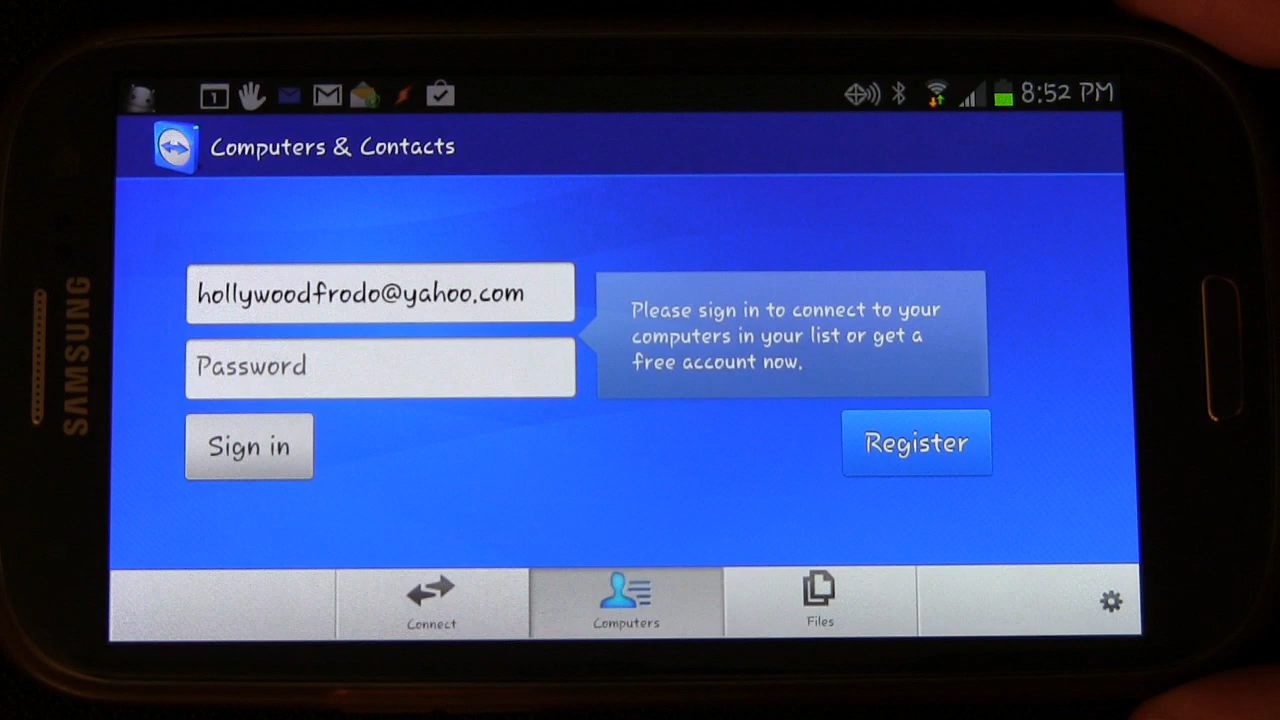 1
8:52 PM
Computers & Contacts
hollywoodfrodo@yahoo.com
Password
Please sign in to connect to your
computers in your list or get a
free account now.
Sign in
Register
Connect
Computers
Files
SAMSUNG